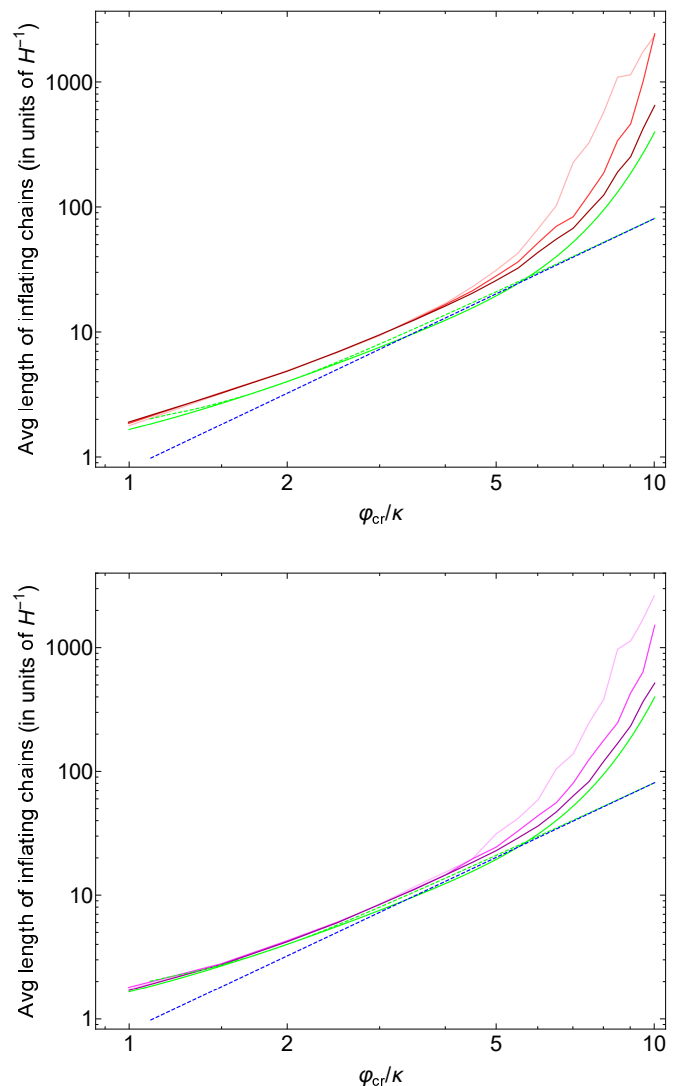 Avg length of inflating chains (in units of H⁻¹)
1000
100
10
1
1 2 5 10
φcr/κ
Avg length of inflating chains (in units of H⁻¹)
1000
100
10
1
1 2 5 10
φcr/κ